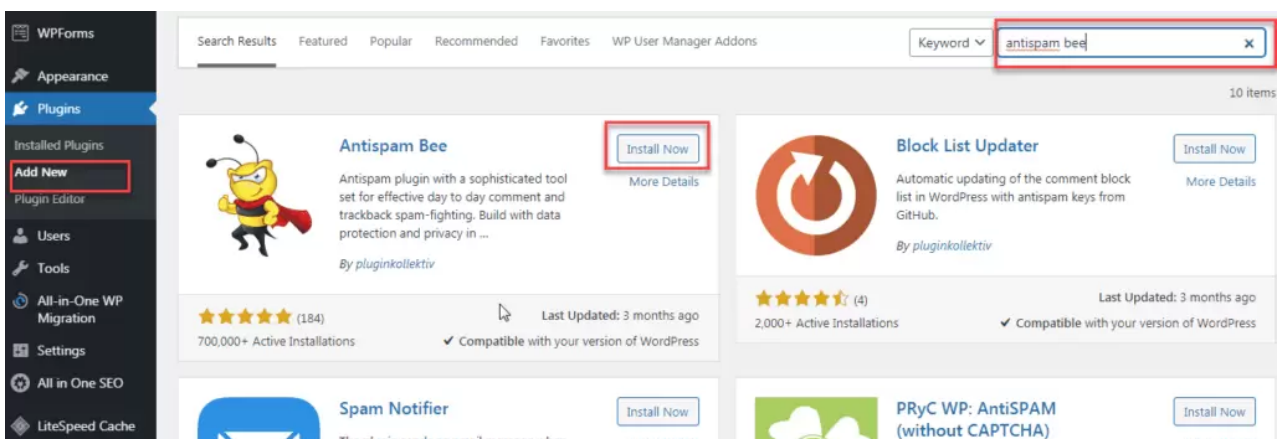 WPForms
Appearance
Plugins
Installed Plugins
Add New
Plugin Editor
Users
Tools
All-in-One WP
Migration
Settings
All in One SEO
LiteSpeed Cache
Search Results Featured Popular Recommended Favorites WP User Manager Addons Keyword antispam bee
10 items
Antispam Bee
Install Now
More Details
Antispam plugin with a sophisticated tool
set for effective day to day comment and
trackback spam-fighting. Build with data
protection and privacy in ...
By pluginkollektiv
(184)
Last Updated: 3 months ago
700,000+ Active Installations
Compatible with your version of WordPress
Block List Updater
Install Now
More Details
Automatic updating of the comment block
list in WordPress with antispam keys from
GitHub.
By pluginkollektiv
(4)
Last Updated: 3 months ago
2,000+ Active Installations
Compatible with your version of WordPress
Spam Notifier
Install Now
PRyC WP: AntiSPAM
(without CAPTCHA)
Install Now